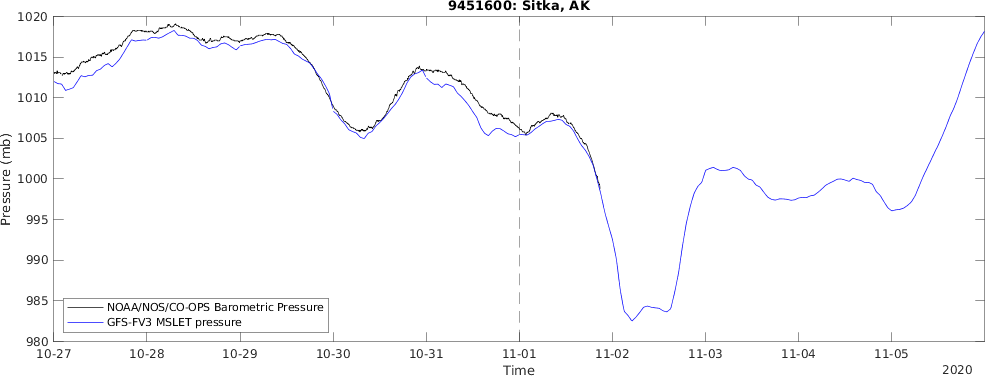 9451600: Sitka, AK
1020
1015
1010
1005
1000
995
990
985
980
Pressure (mb)
NOAA/NOS/CO-OPS Barometric Pressure
GFS-FV3 MSLET pressure
10-27 10-28 10-29 10-30 10-31 11-01 11-02 11-03 11-04 11-05
Time
2020